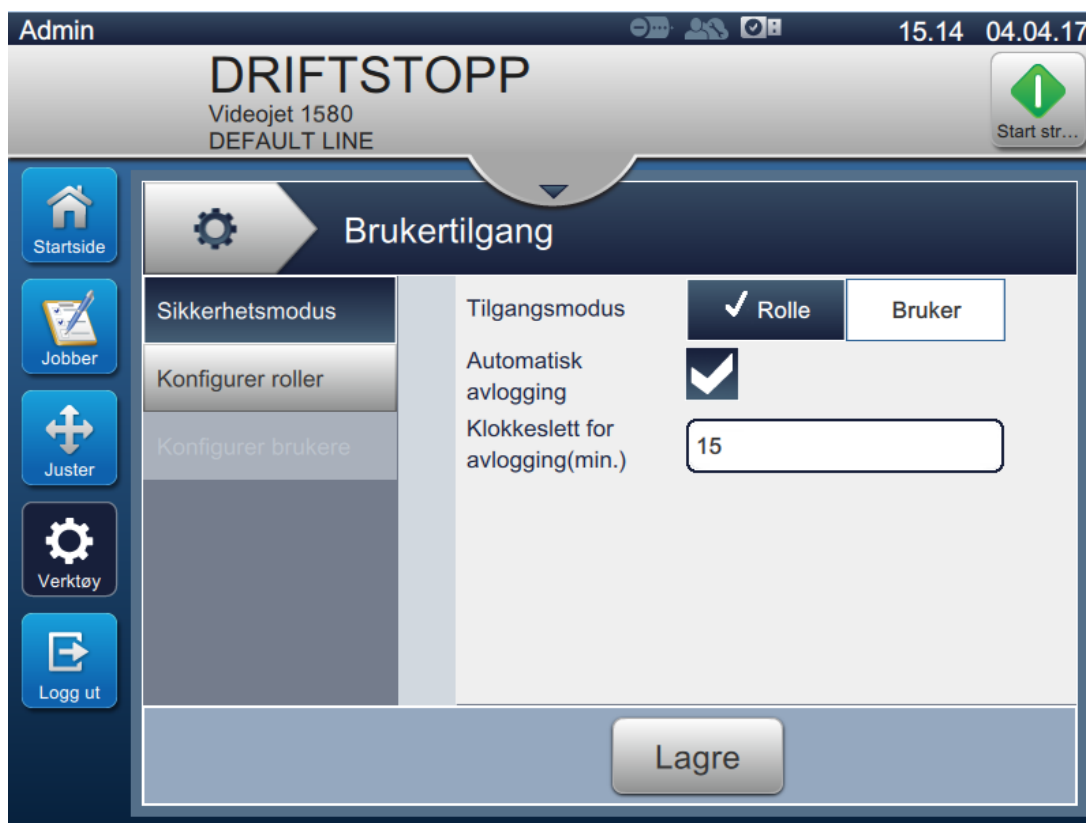 Admin 15.14 04.04.17
DRIFTSTOPP
Videojet 1580
DEFAULT LINE
Start str...
Startside
Jobber
Juster
Verktøy
Logg ut
Brukertilgang
Sikkerhetsmodus
Konfigurer roller
Konfigurer brukere
Tilgangsmodus Rolle Bruker
Automatisk
avlogging
Klokkeslett for
avlogging(min.)
15
Lagre